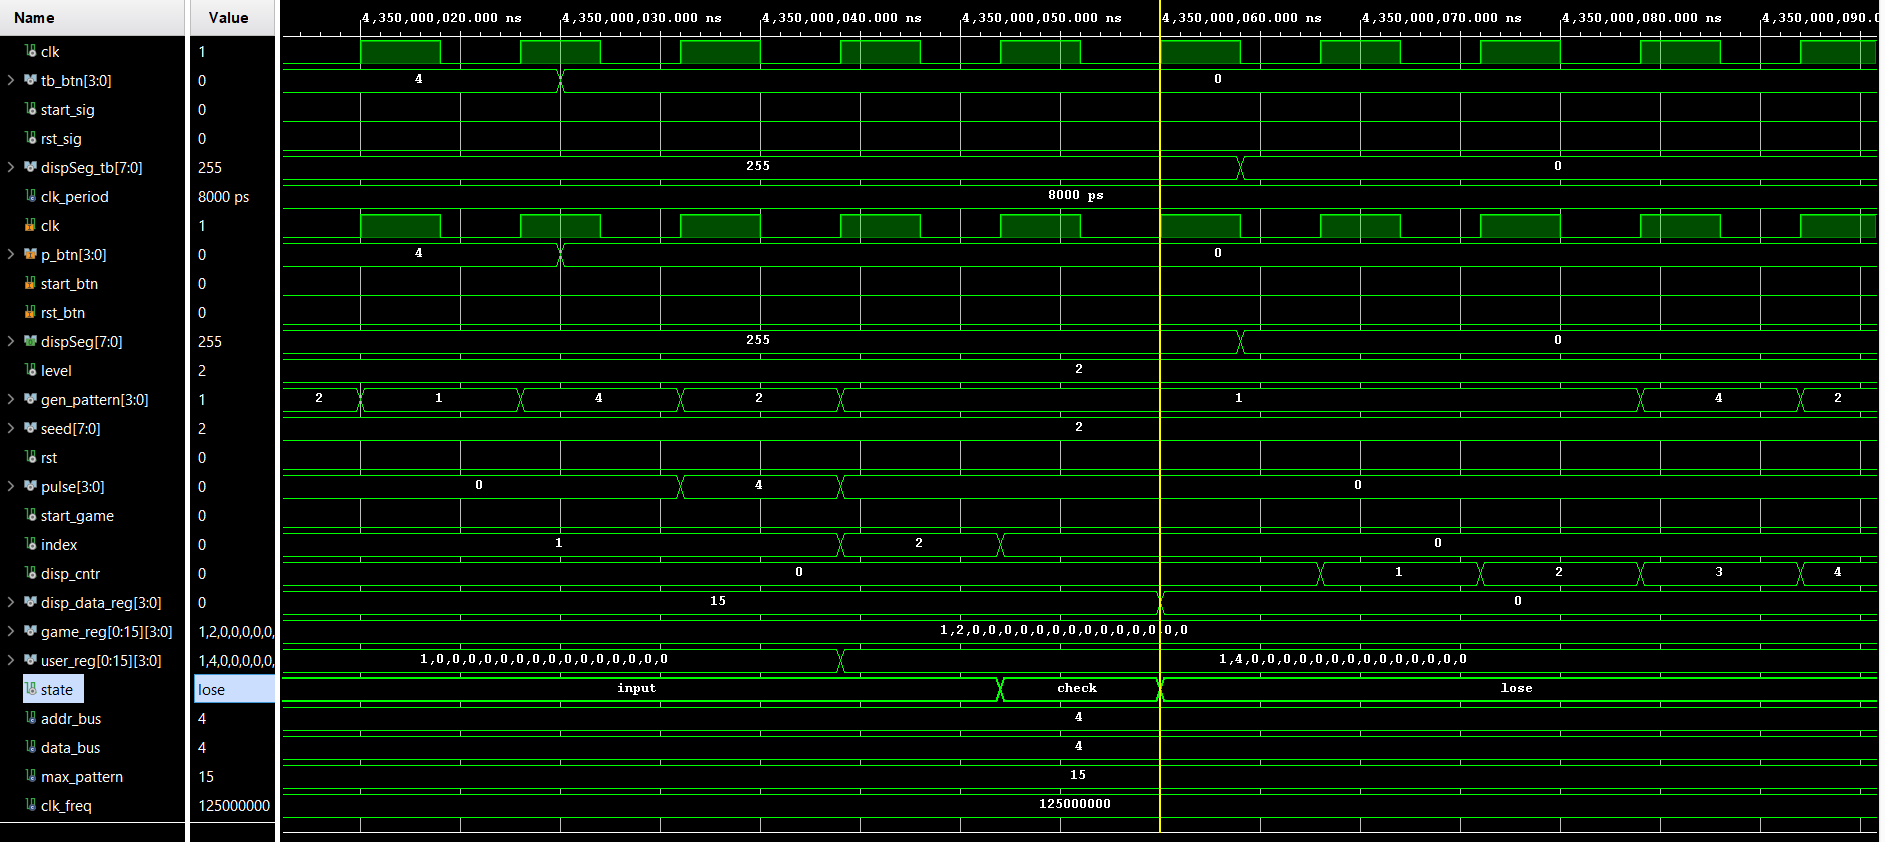 Name Value 4,350,000,020.000 ns 4,350,000,030.000 ns 4,350,000,040.000 ns 4,350,000,050.000 ns 4,350,000,060.000 ns 4,350,000,070.000 ns 4,350,000,080.000 ns 4,350,000,090.0
clk 1
tb_btn[3:0] 0 4 0
start_sig 0
rst_sig 0
dispSeg_tb[7:0] 255 255 0
clk_period 8000 ps 8000 ps
clk 1
p_btn[3:0] 0 4 0
start_btn 0
rst_btn 0
dispSeg[7:0] 255 255 0
level 2 2
gen_pattern[3:0] 1 2 1 4 2 1 4 2
seed[7:0] 2 2
rst 0
pulse[3:0] 0 0 4 0
start_game 0
index 0 1 2 0
disp_cntr 0 0 1 2 3 4
disp_data_reg[3:0] 0 15 0
game_reg[0:15][3:0] 1,2,0,0,0,0,0, 1,2,0,0,0,0,0,0,0,0,0,0,0,0,0,0
user_reg[0:15][3:0] 1,4,0,0,0,0,0, 1,0,0,0,0,0,0,0,0,0,0,0,0,0,0,0 1,4,0,0,0,0,0,0,0,0,0,0,0,0,0,0
state lose input check lose
addr_bus 4 4
data_bus 4 4
max_pattern 15 15
clk_freq 125000000 125000000